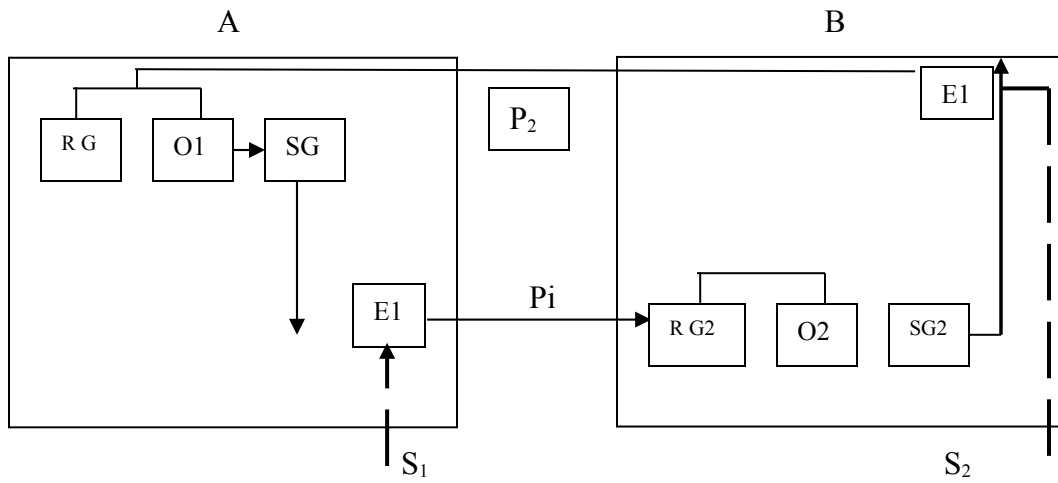 A B
E1
P₂
R G O1 SG
E1 Pi R G2 O2 SG2
S₁ S₂